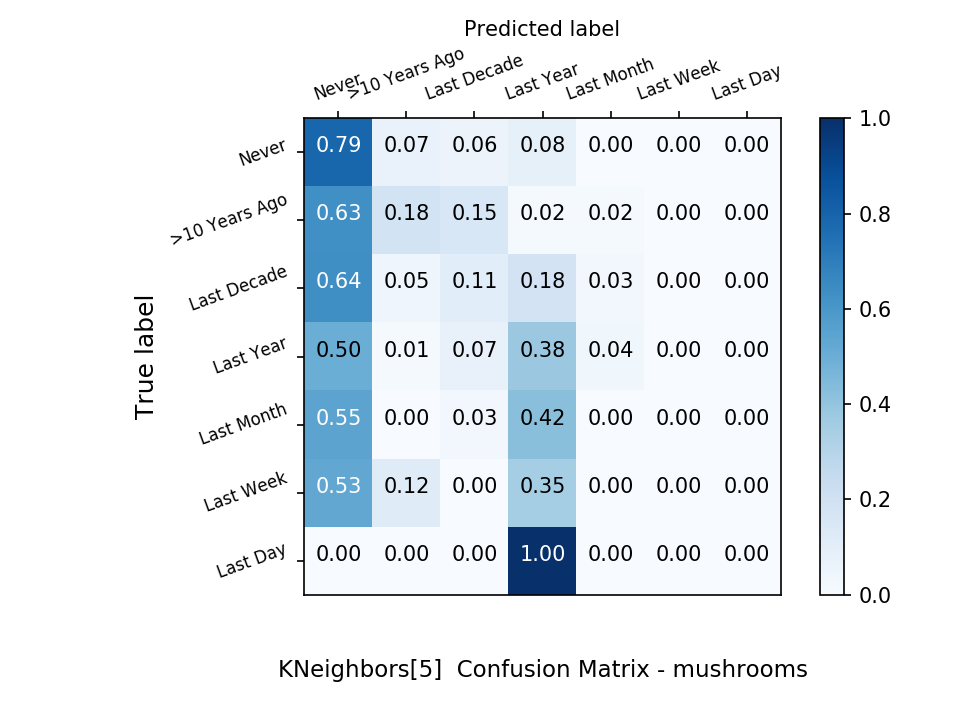 Predicted label
Never >10 Years Ago Last Decade Last Year Last Month Last Week Last Day
True label
Never 0.79 0.07 0.06 0.08 0.00 0.00 0.00
>10 Years Ago 0.63 0.18 0.15 0.02 0.02 0.00 0.00
Last Decade 0.64 0.05 0.11 0.18 0.03 0.00 0.00
Last Year 0.50 0.01 0.07 0.38 0.04 0.00 0.00
Last Month 0.55 0.00 0.03 0.42 0.00 0.00 0.00
Last Week 0.53 0.12 0.00 0.35 0.00 0.00 0.00
Last Day 0.00 0.00 0.00 1.00 0.00 0.00 0.00
1.0
0.8
0.6
0.4
0.2
0.0
KNeighbors[5] Confusion Matrix - mushrooms